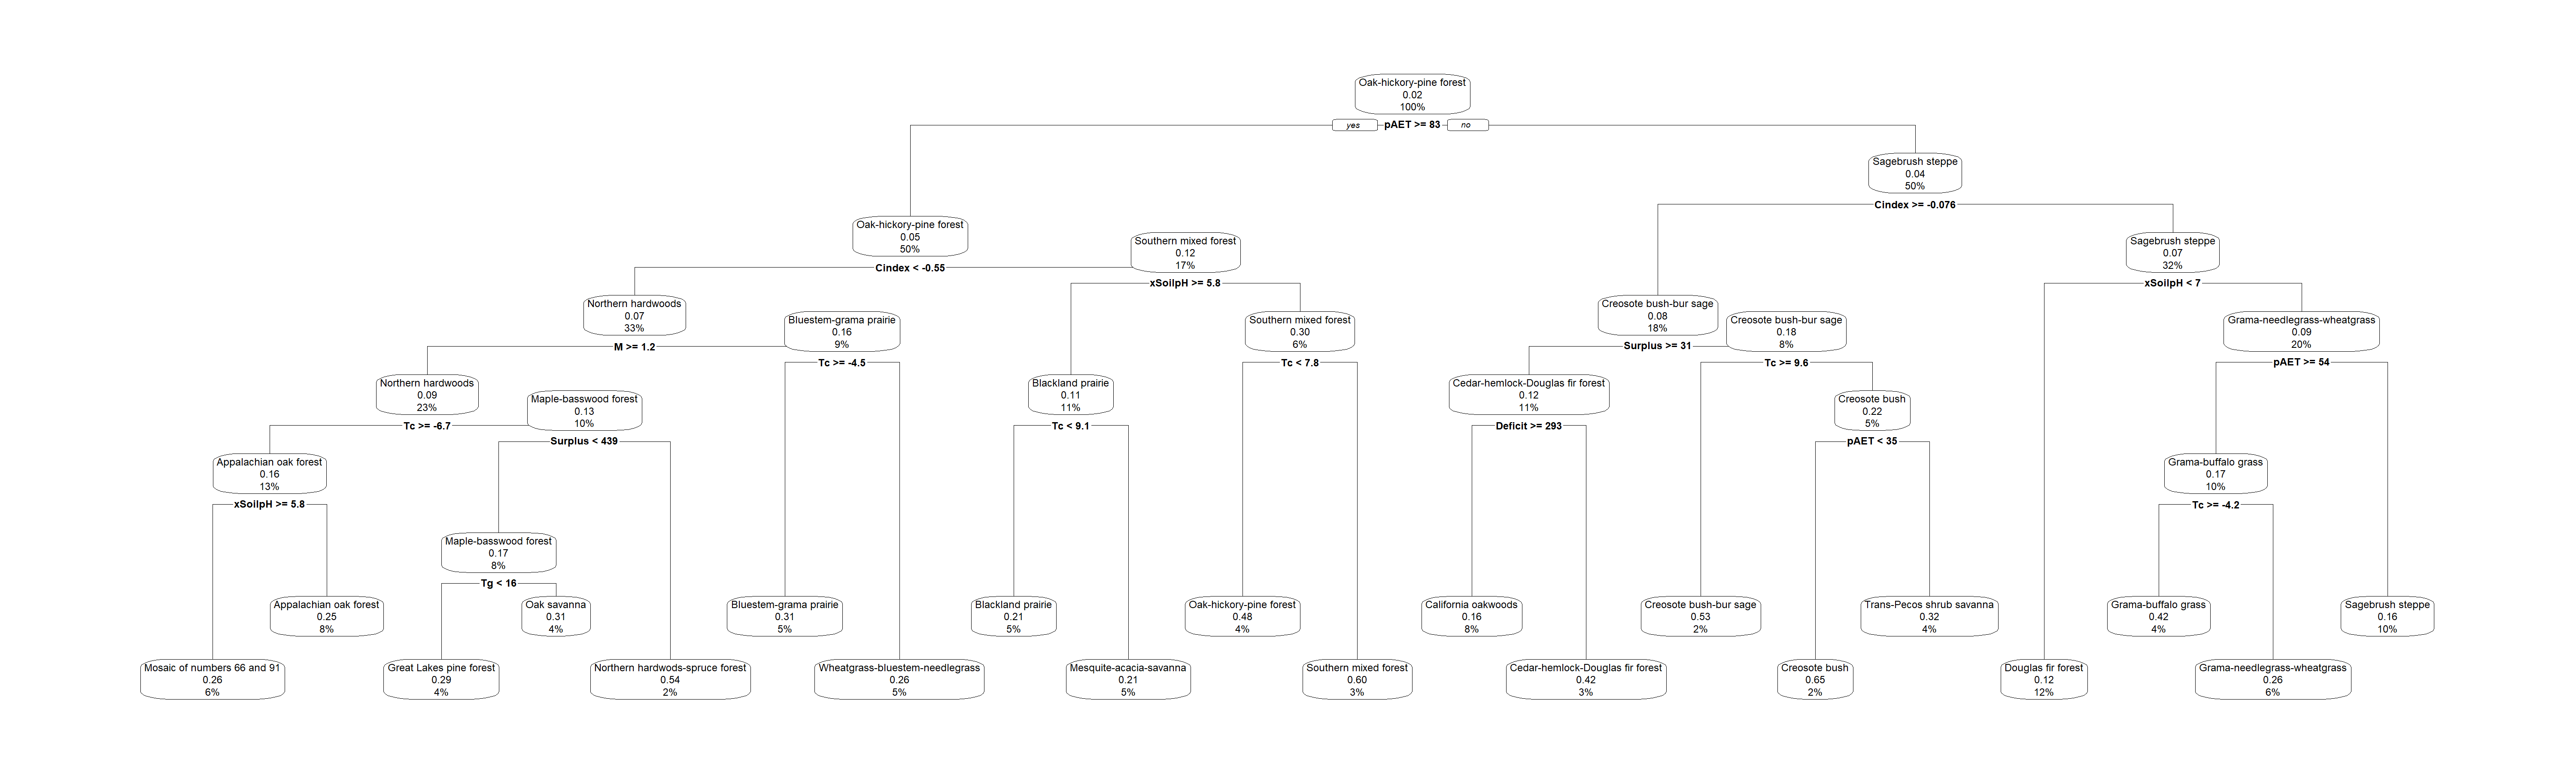 Oak-hickory-pine forest
0.02
100%
yes
pAET >= 83
no
Sagebrush steppe
0.04
50%
Cindex >= -0.076
Oak-hickory-pine forest
0.05
50%
Cindex < -0.55
Southern mixed forest
0.12
17%
xSoilpH >= 5.8
Sagebrush steppe
0.07
32%
xSoilpH < 7
Northern hardwoods
0.07
33%
M >= 1.2
Bluestem-grama prairie
0.16
9%
Tc >= -4.5
Southern mixed forest
0.30
6%
Tc < 7.8
Creosote bush-bur sage
0.08
18%
Surplus >= 31
Creosote bush-bur sage
0.18
8%
Tc >= 9.6
Grama-needlegrass-wheatgrass
0.09
20%
pAET >= 54
Northern hardwoods
0.09
23%
Tc >= -6.7
Maple-basswood forest
0.13
10%
Surplus < 439
Blackland prairie
0.11
11%
Tc < 9.1
Cedar-hemlock-Douglas fir forest
0.12
11%
Deficit >= 293
Creosote bush
0.22
5%
pAET < 35
Appalachian oak forest
0.16
13%
xSoilpH >= 5.8
Grama-buffalo grass
0.17
10%
Tc >= -4.2
Maple-basswood forest
0.17
8%
Tg < 16
Appalachian oak forest
0.25
8%
Oak savanna
0.31
4%
Bluestem-grama prairie
0.31
5%
Blackland prairie
0.21
5%
Oak-hickory-pine forest
0.48
4%
California oakwoods
0.16
8%
Creosote bush-bur sage
0.53
2%
Trans-Pecos shrub savanna
0.32
4%
Grama-buffalo grass
0.42
4%
Sagebrush steppe
0.16
10%
Mosaic of numbers 66 and 91
0.26
6%
Great Lakes pine forest
0.29
4%
Northern hardwods-spruce forest
0.54
2%
Wheatgrass-bluestem-needlegrass
0.26
5%
Mesquite-acacia-savanna
0.21
5%
Southern mixed forest
0.60
3%
Cedar-hemlock-Douglas fir forest
0.42
3%
Creosote bush
0.65
2%
Douglas fir forest
0.12
12%
Grama-needlegrass-wheatgrass
0.26
6%